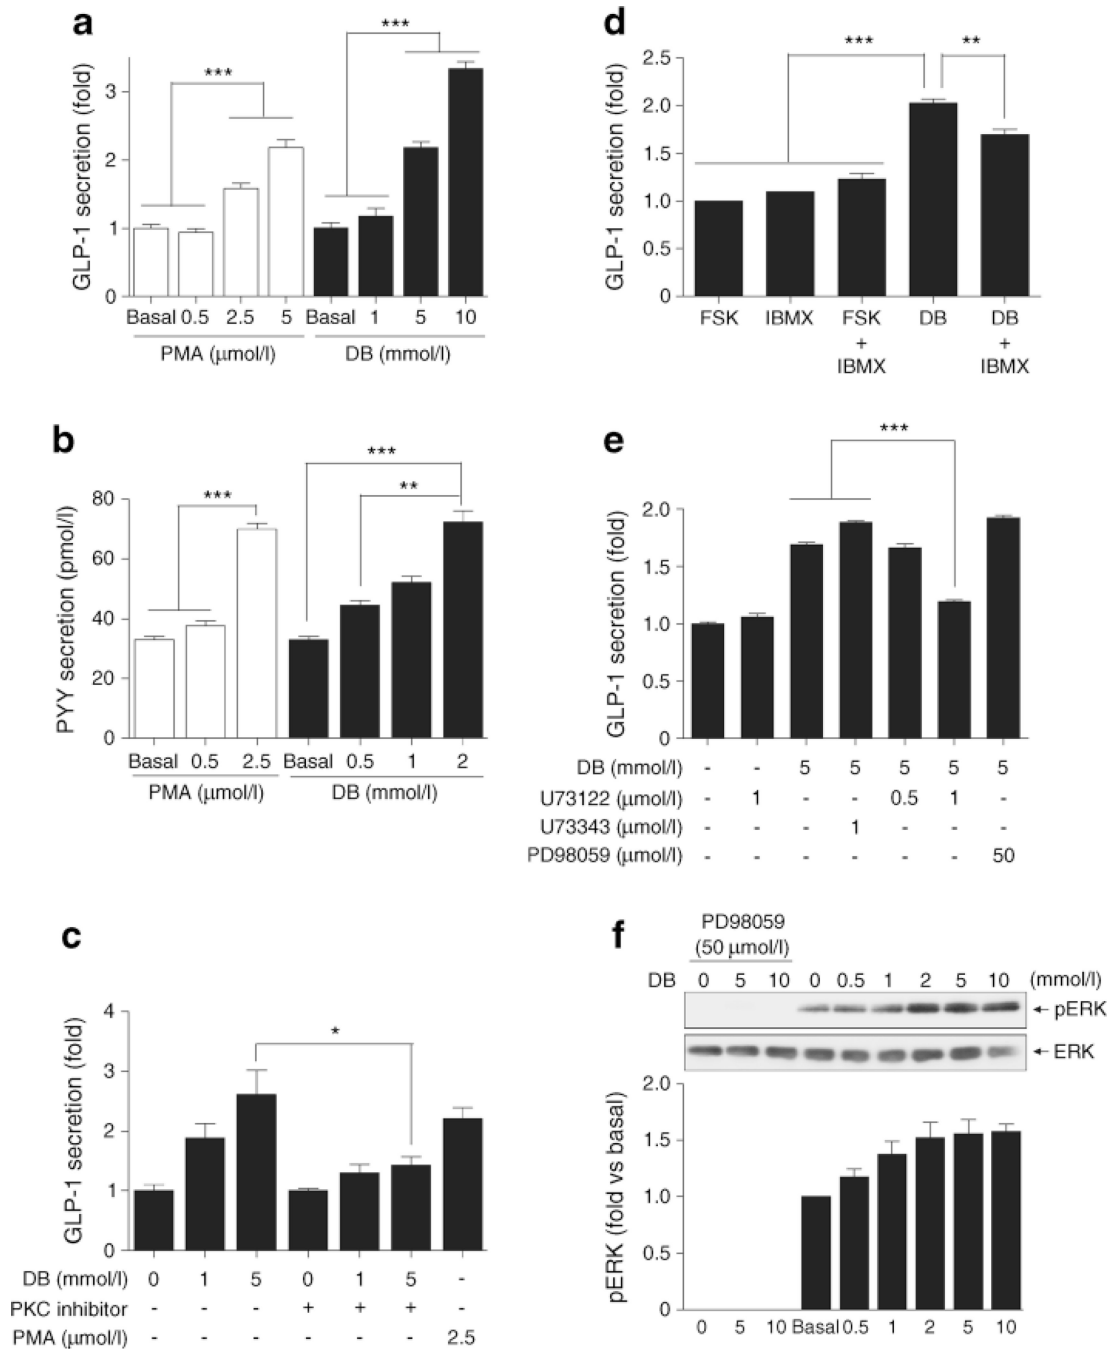 a
***
***
GLP-1 secretion (fold)
3
2
1
0
Basal 0.5 2.5 5 Basal 1 5 10
PMA (μmol/l) DB (mmol/l)
b
***
**
***
PYY secretion (pmol/l)
80
60
40
20
0
Basal 0.5 2.5 Basal 0.5 1 2
PMA (μmol/l) DB (mmol/l)
c
*
GLP-1 secretion (fold)
4
3
2
1
0
DB (mmol/l) 0 1 5 0 1 5 -
PKC inhibitor - - - + + + -
PMA (μmol/l) - - - - - - 2.5
d
*** **
GLP-1 secretion (fold)
2.5
2.0
1.5
1.0
0.5
0
FSK IBMX FSK DB DB
+ +
IBMX IBMX
e
***
GLP-1 secretion (fold)
2.0
1.5
1.0
0.5
0
DB (mmol/l) - - 5 5 5 5 5
U73122 (μmol/l) - 1 - - 0.5 1 -
U73343 (μmol/l) - - - 1 - - -
PD98059 (μmol/l) - - - - - - 50
f
PD98059
(50 μmol/l)
DB 0 5 10 0 0.5 1 2 5 10 (mmol/l)
← pERK
← ERK
pERK (fold vs basal)
2.0
1.5
1.0
0.5
0
0 5 10 Basal 0.5 1 2 5 10